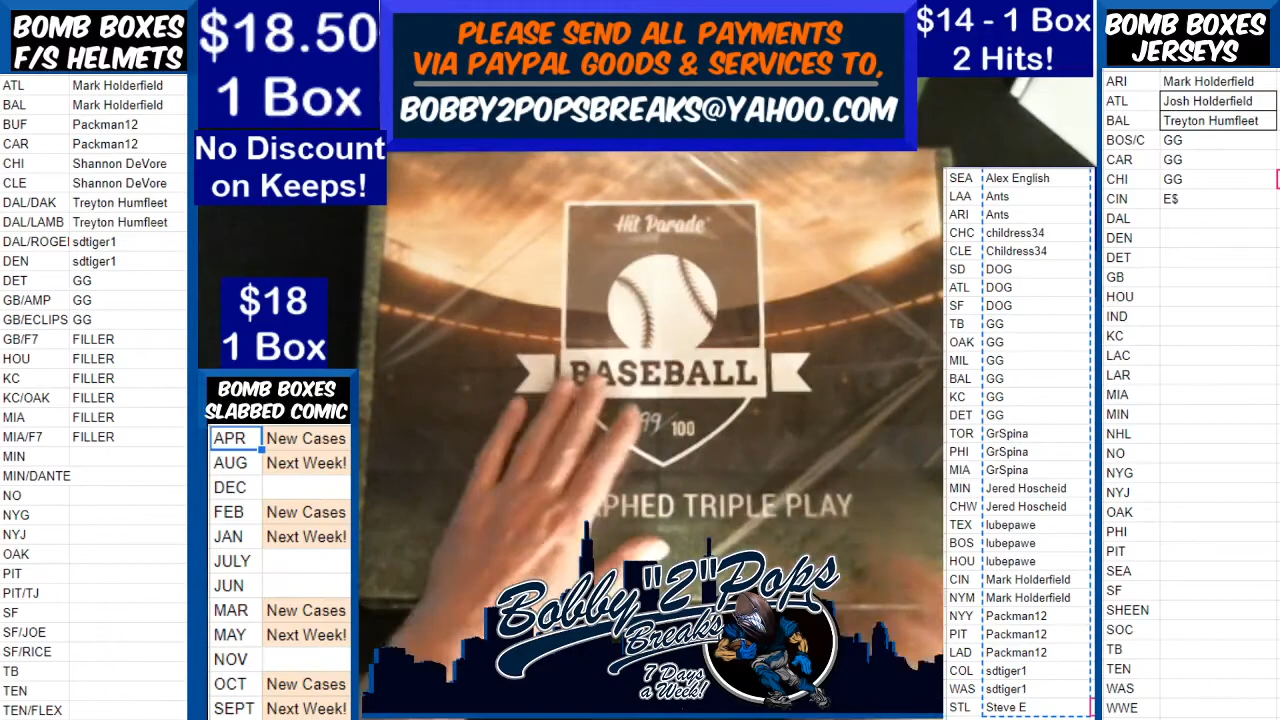 BOMB BOXES
F/S HELMETS
ATL Mark Holderfield
BAL Mark Holderfield
BUF Packman12
CAR Packman12
CHI Shannon DeVore
CLE Shannon DeVore
DAL/DAK Treyton Humfleet
DAL/LAMB Treyton Humfleet
DAL/ROGE sdtiger1
DEN sdtiger1
DET GG
GB/AMP GG
GB/ECLIPS GG
GB/F7 FILLER
HOU FILLER
KC FILLER
KC/OAK FILLER
MIA FILLER
MIA/F7 FILLER
MIN
MIN/DANTE
NO
NYG
NYJ
OAK
PIT
PIT/TJ
SF
SF/JOE
SF/RICE
TB
TEN
TEN/FLEX
$18.50
1 Box
No Discount
on Keeps!
$18
1 Box
BOMB BOXES
SLABBED COMIC
APR New Cases
AUG Next Week!
DEC
FEB New Cases
JAN Next Week!
JULY
JUN
MAR New Cases
MAY Next Week!
NOV
OCT New Cases
SEPT Next Week!
PLEASE SEND ALL PAYMENTS
VIA PAYPAL GOODS & SERVICES TO,
BOBBY2POPSBREAKS@YAHOO.COM
Hit Parade
BASEBALL
99/100
PHED TRIPLE PLAY
Bobby "2" Pops
Breaks
7 Days
a Week!
$14 - 1 Box
2 Hits!
SEA Alex English
LAA Ants
ARI Ants
CHC childress34
CLE Childress34
SD DOG
ATL DOG
SF DOG
TB GG
OAK GG
MIL GG
BAL GG
KC GG
DET GG
TOR GrSpina
PHI GrSpina
MIA GrSpina
MIN Jered Hoscheid
CHW Jered Hoscheid
TEX lubepawe
BOS lubepawe
HOU lubepawe
CIN Mark Holderfield
NYM Mark Holderfield
NYY Packman12
PIT Packman12
LAD Packman12
COL sdtiger1
WAS sdtiger1
STL Steve E
BOMB BOXES
JERSEYS
ARI Mark Holderfield
ATL Josh Holderfield
BAL Treyton Humfleet
BOS/C GG
CAR GG
CHI GG
CIN E$
DAL
DEN
DET
GB
HOU
IND
KC
LAC
LAR
MIA
MIN
NHL
NO
NYG
NYJ
OAK
PHI
PIT
SEA
SF
SHEEN
SOC
TB
TEN
WAS
WWE